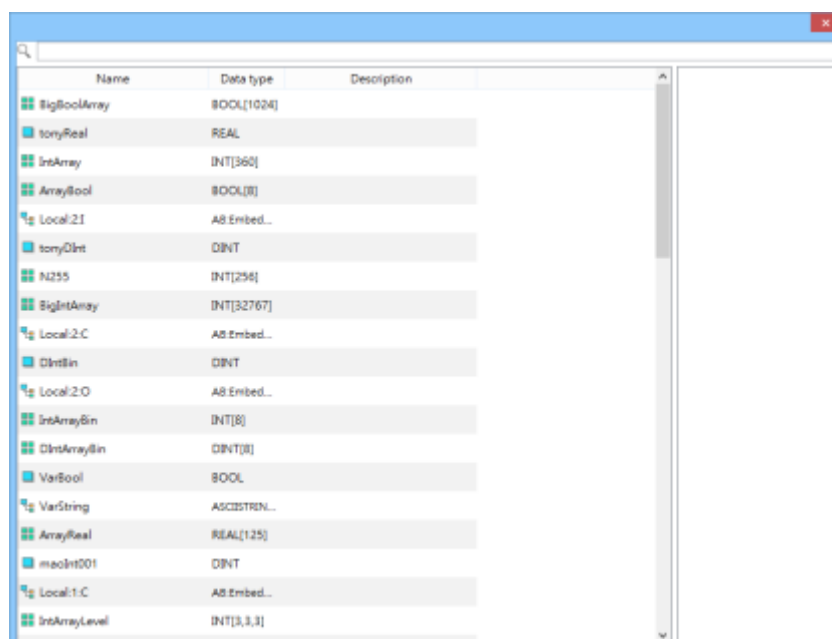 Name Data type Description
BigBoolArray BOOL[1024]
tonyReal REAL
IntArray INT[360]
ArrayBool BOOL[8]
Local:2:I AB:Embed...
tonyDInt DINT
N255 INT[256]
BigIntArray INT[32767]
Local:2:C AB:Embed...
DIntBin DINT
Local:2:O AB:Embed...
IntArrayBin INT[8]
DIntArrayBin DINT[8]
VarBool BOOL
VarString ASCIISTRIN...
ArrayReal REAL[125]
maoInt001 DINT
Local:1:C AB:Embed...
IntArrayLevel INT[3,3,3]